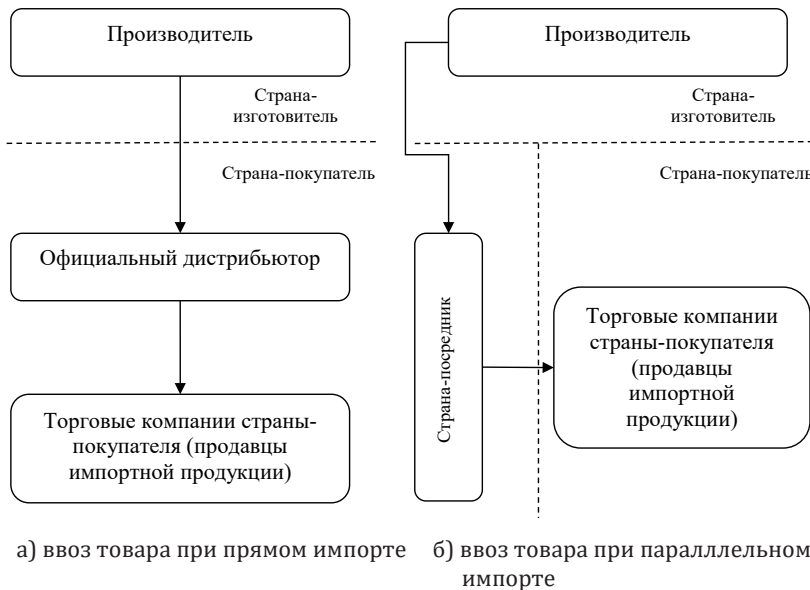 Производитель
Страна-
изготовитель
Страна-покупатель
Официальный дистрибьютор
Торговые компании страны-
покупателя (продавцы
импортной продукции)
а) ввоз товара при прямом импорте
Производитель
Страна-
изготовитель
Страна-покупатель
Страна-посредник
Торговые компании
страны-покупателя
(продавцы
импортной
продукции)
б) ввоз товара при паралллельном
импорте